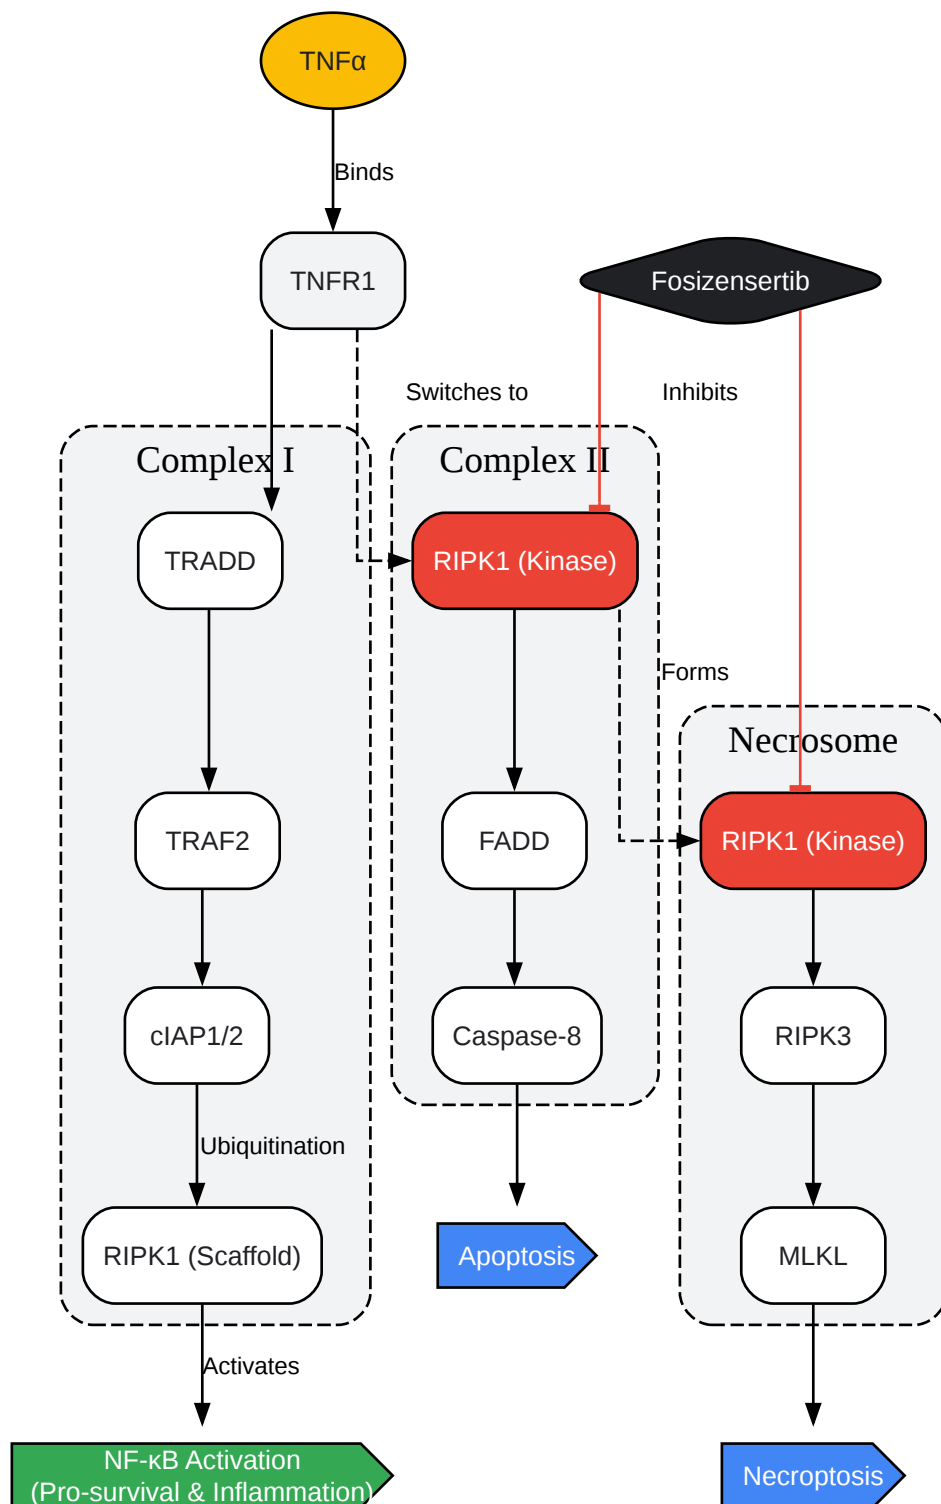 TNFα
Binds
TNFR1
Fosizensertib
Switches to
Inhibits
Complex I
Complex II
TRADD
RIPK1 (Kinase)
Forms
Necrosome
TRAF2
FADD
RIPK1 (Kinase)
cIAP1/2
Caspase-8
RIPK3
Ubiquitination
RIPK1 (Scaffold)
Apoptosis
MLKL
Activates
NF-κB Activation
(Pro-survival & Inflammation)
Necroptosis